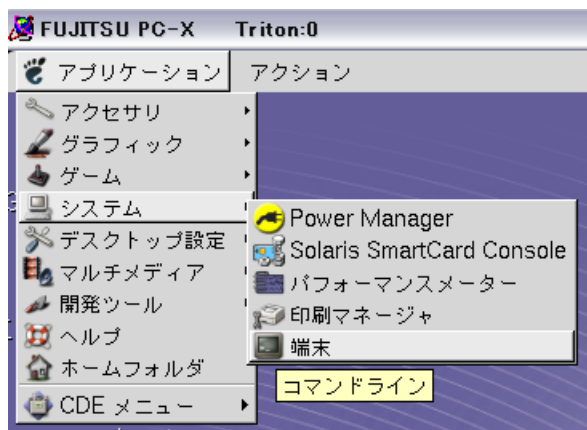 FUJITSU PC-X Triton:0
アプリケーション アクション
アクセサリ
グラフィック
ゲーム
システム
デスクトップ設定
マルチメディア
開発ツール
ヘルプ
ホームフォルダ
CDE メニュー
Power Manager
Solaris SmartCard Console
パフォーマンスメーター
印刷マネージャ
端末
コマンドライン